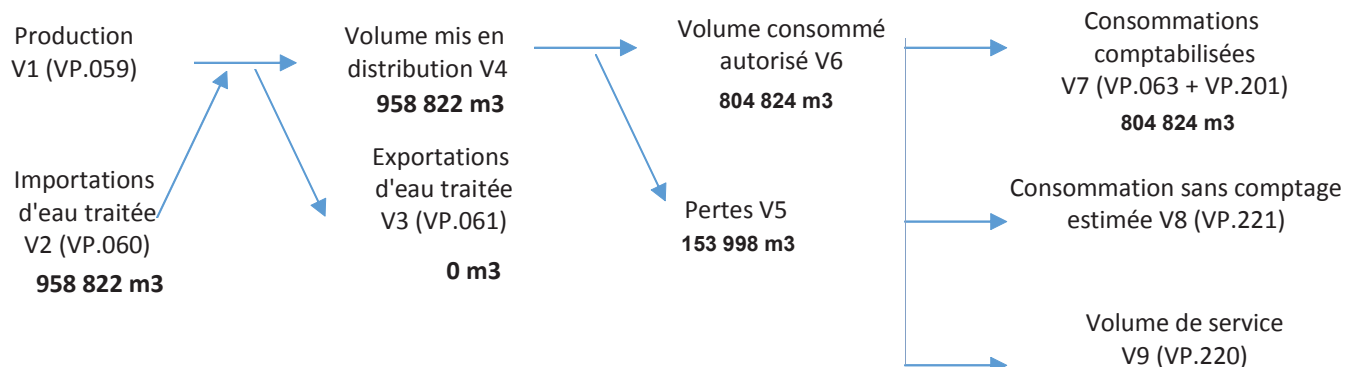 Production
V1 (VP.059)
Importations
d'eau traitée
V2 (VP.060)
958 822 m3
Volume mis en
distribution V4
958 822 m3
Exportations
d'eau traitée
V3 (VP.061)
0 m3
Volume consommé
autorisé V6
804 824 m3
Pertes V5
153 998 m3
Consommations
comptabilisées
V7 (VP.063 + VP.201)
804 824 m3
Consommation sans comptage
estimée V8 (VP.221)
Volume de service
V9 (VP.220)